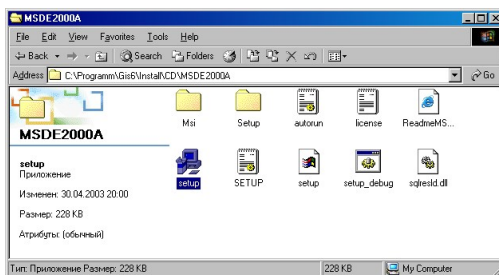 MSDE2000A
File Edit View Favorites Tools Help
Back Search Folders
Address C:\Programm\Gis6\Install\CD\MSDE2000A Go
MSDE2000A
setup
Приложение
Изменен: 30.04.2003 20:00
Размер: 228 KB
Атрибуты: (обычный)
Msi Setup autorun license ReadmeMS...
setup SETUP setup setup_debug sqlresld.dll
Тип: Приложение Размер: 228 KB 228 KB My Computer